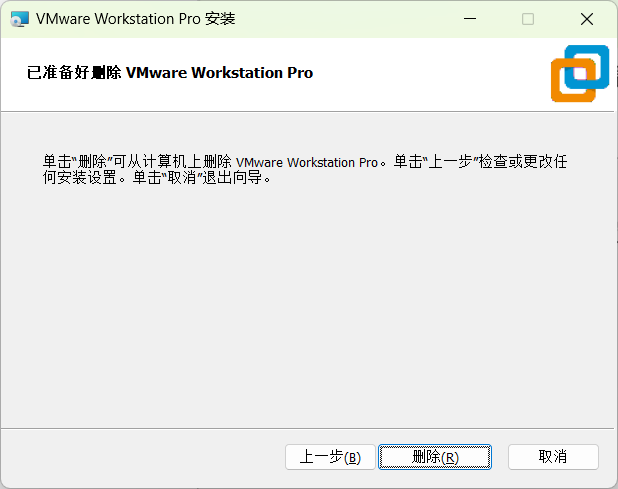 VMware Workstation Pro 安装
已准备好删除 VMware Workstation Pro
单击“删除”可从计算机上删除 VMware Workstation Pro。单击“上一步”检查或更改任
何安装设置。单击“取消”退出向导。
上一步(B) 删除(R) 取消